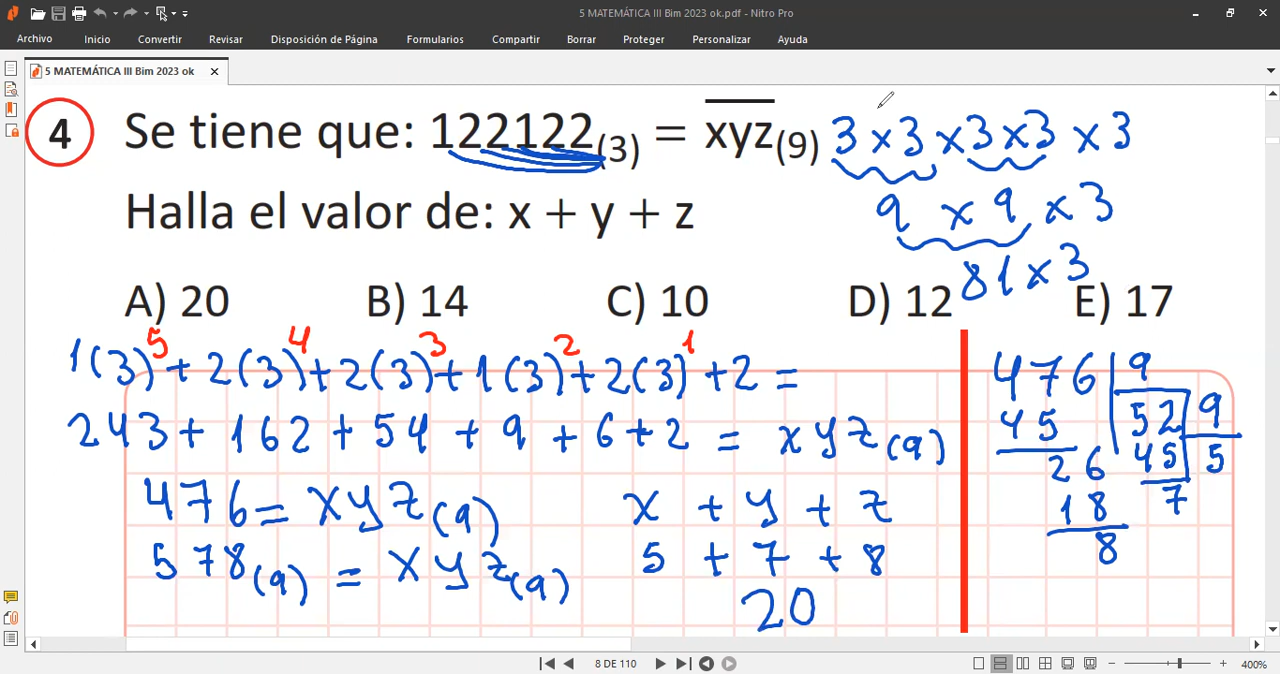 5 MATEMÁTICA III Bim 2023 ok.pdf - Nitro Pro
Archivo Inicio Convertir Revisar Disposición de Página Formularios Compartir Borrar Proteger Personalizar Ayuda
5 MATEMÁTICA III Bim 2023 ok
4 Se tiene que: 122122(3) = xyz(9) 3 x 3 x 3 x 3 x 3
9 x 9 x 3
Halla el valor de: x + y + z
81 x 3
A) 20 B) 14 C) 10 D) 12 E) 17
1(3)⁵ + 2(3)⁴ + 2(3)³ + 1(3)² + 2(3)¹ + 2 =
243 + 162 + 54 + 9 + 6 + 2 = xyz(9)
476 = xyz(9)
578(9) = xyz(9)
x + y + z
5 + 7 + 8
20
476 9
45 52 9
26 45 5
18 7
8
8 DE 110
400%